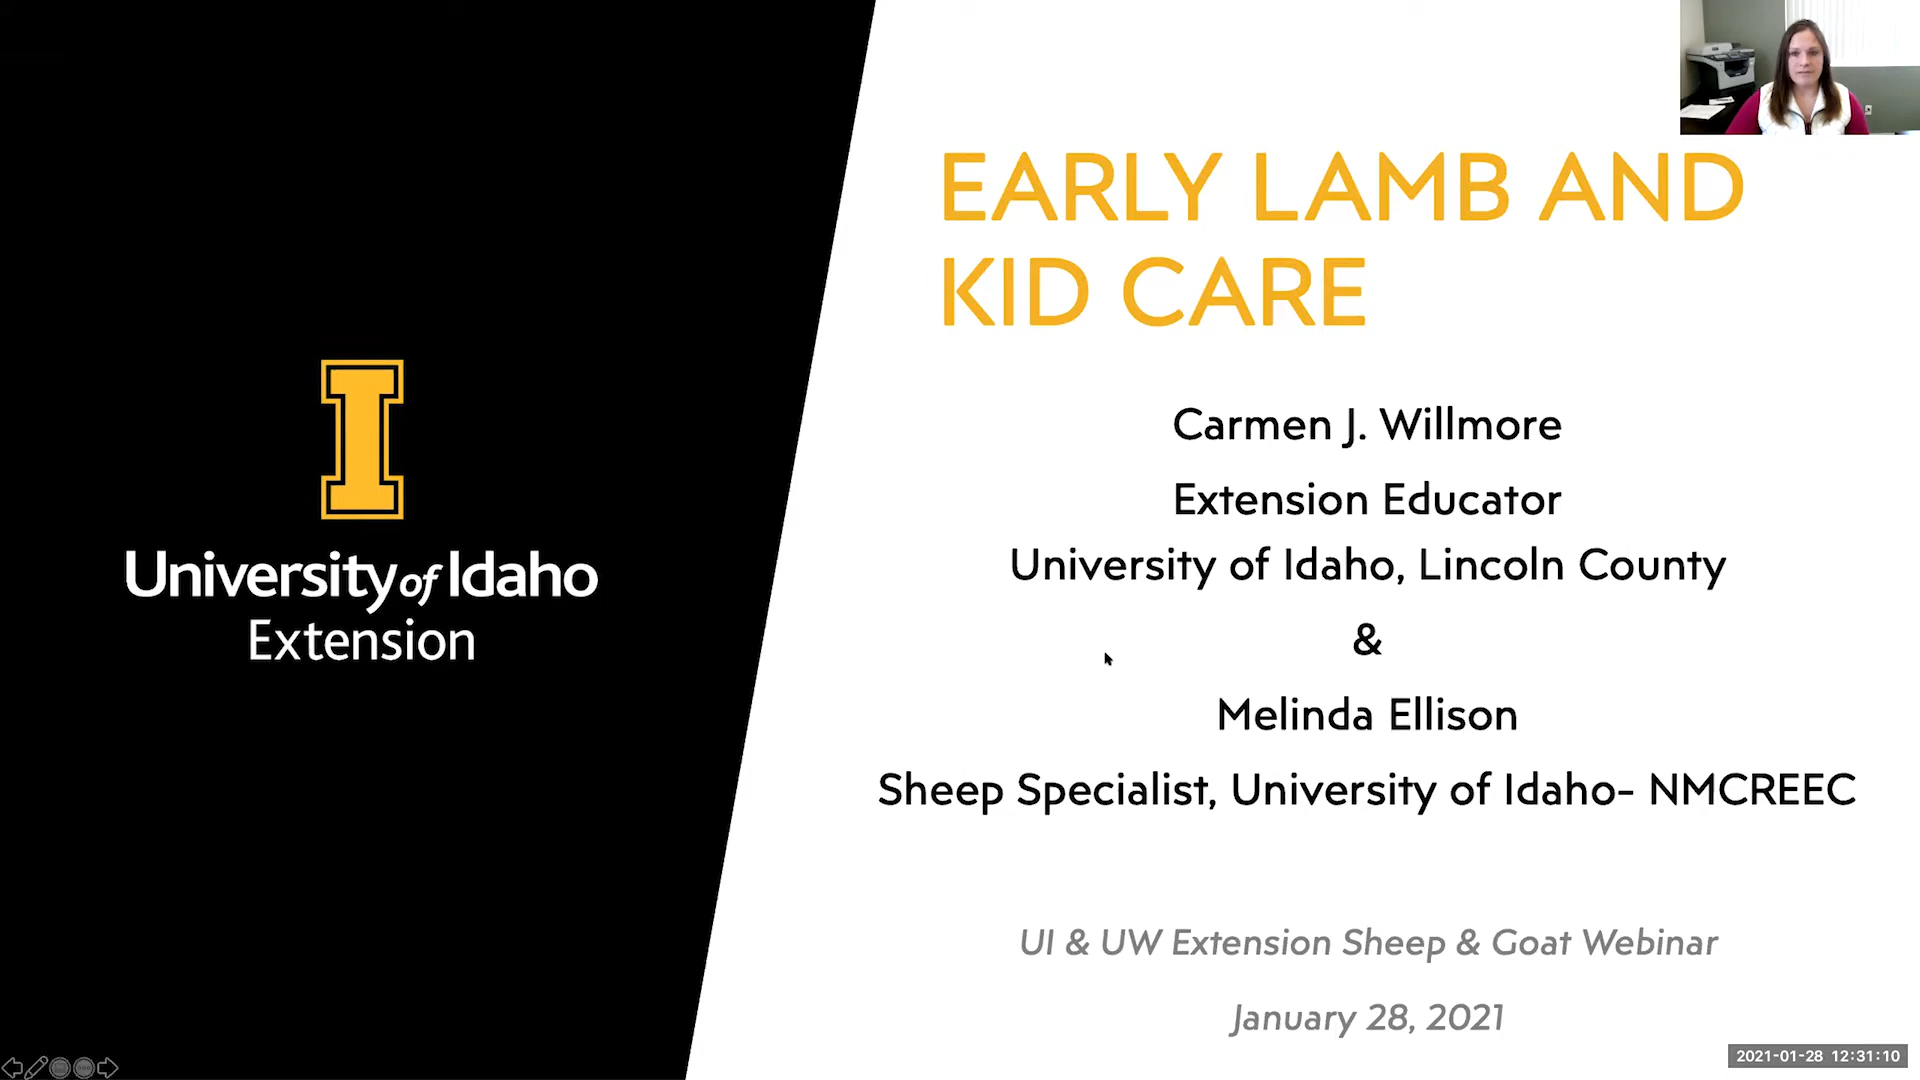 EARLY LAMB AND
KID CARE
Carmen J. Willmore
Extension Educator
University of Idaho, Lincoln County
&
Melinda Ellison
Sheep Specialist, University of Idaho- NMCREEC
UI & UW Extension Sheep & Goat Webinar
January 28, 2021
I
University of Idaho
Extension
2021-01-28 12:31:10